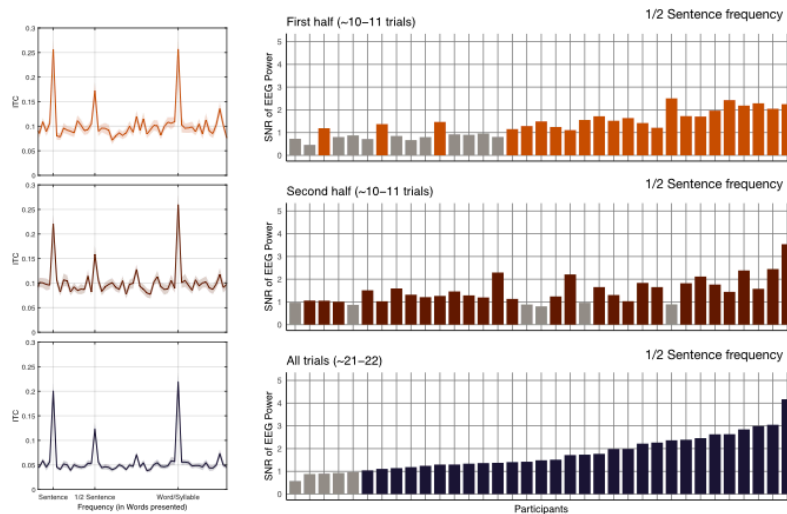 0.3
0.25
0.2
0.15
0.1
0.05
0
ITC
0.3
0.25
0.2
0.15
0.1
0.05
0
ITC
0.3
0.25
0.2
0.15
0.1
0.05
0
ITC
Sentence
1/2 Sentence
Word/Syllable
Frequency (in Words presented)
First half (~10−11 trials)
1/2 Sentence frequency
5
4
3
2
1
0
SNR of EEG Power
Second half (~10−11 trials)
1/2 Sentence frequency
5
4
3
2
1
0
SNR of EEG Power
All trials (~21−22)
1/2 Sentence frequency
5
4
3
2
1
0
SNR of EEG Power
Participants